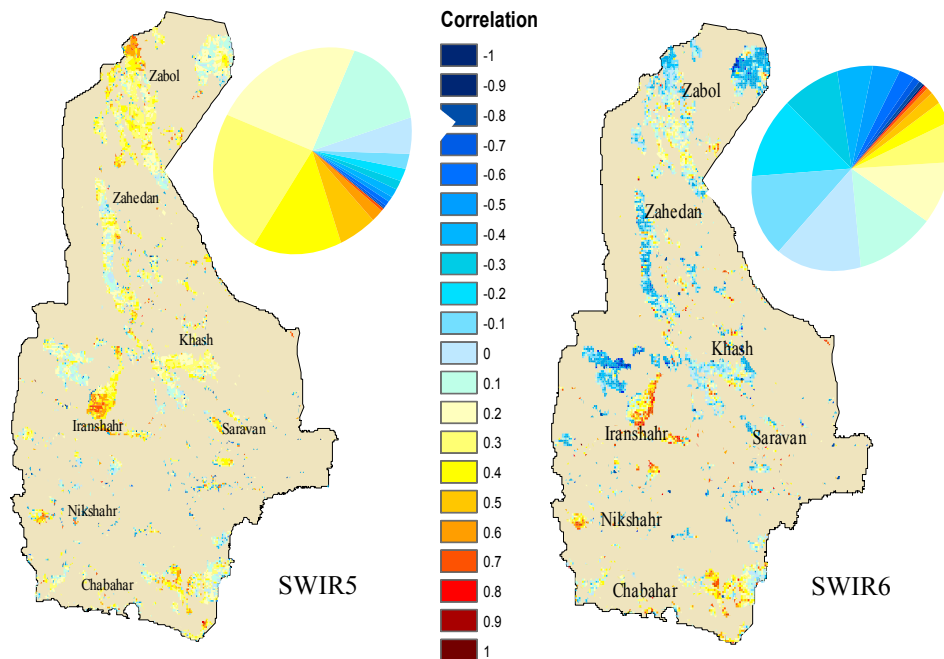 Zabol
Zahedan
Khash
Iranshahr
Saravan
Nikshahr
Chabahar
SWIR5
Correlation
-1
-0.9
-0.8
-0.7
-0.6
-0.5
-0.4
-0.3
-0.2
-0.1
0
0.1
0.2
0.3
0.4
0.5
0.6
0.7
0.8
0.9
1
Zabol
Zahedan
Khash
Iranshahr
Saravan
Nikshahr
Chabahar
SWIR6